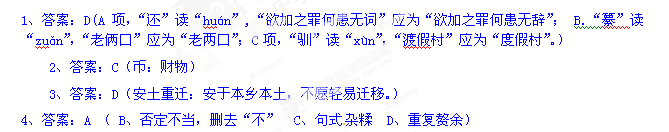 1、答案：D(A 项，“还”读“huán”,“欲加之罪何患无词”应为“欲加之罪何患无辞”； B.“纂”读
“zuǎn”，“老俩口”应为“老两口”；C 项，“驯”读“xùn”，“渡假村”应为“度假村”。)
2、答案：C（币：财物）
3、答案：D（安土重迁：安于本乡本土，不愿轻易迁移。）
4、答案：A （ B、否定不当，删去“不” C、句式杂糅 D、重复赘余）